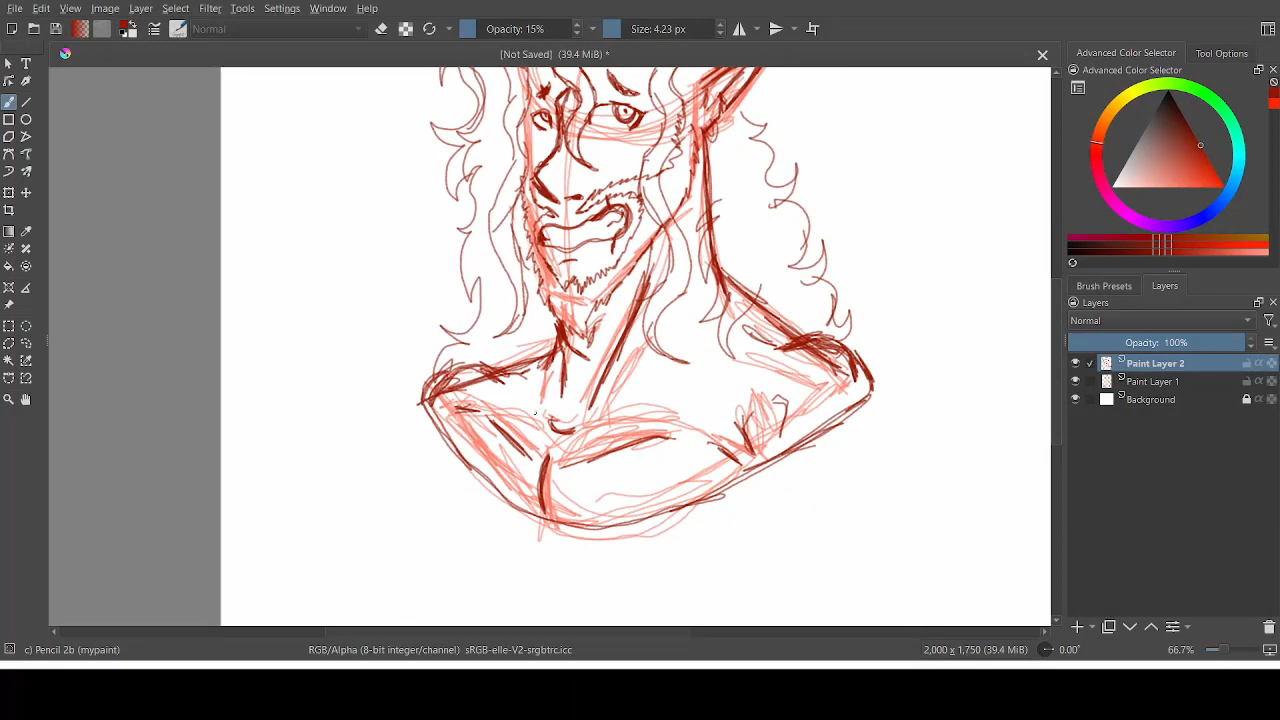 File Edit View Image Layer Select Filter Tools Settings Window Help
Normal Opacity: 15% Size: 4.23 px
[Not Saved] (39.4 MiB) *
Advanced Color Selector Tool Options
Advanced Color Selector
Brush Presets Layers
Layers
Normal
Opacity: 100%
Paint Layer 2
Paint Layer 1
Background
c) Pencil 2b (mypaint) RGB/Alpha (8-bit integer/channel) sRGB-elle-V2-srgbtrc.icc 2,000 x 1,750 (39.4 MiB) 0.00° 66.7%